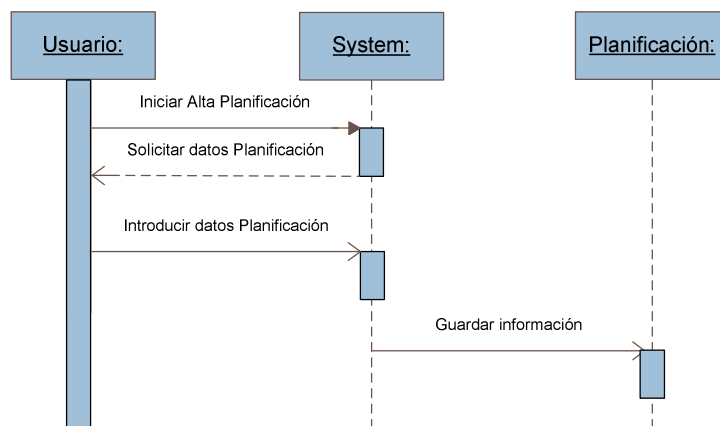 Usuario:
System:
Planificación:
Iniciar Alta Planificación
Solicitar datos Planificación
Introducir datos Planificación
Guardar información